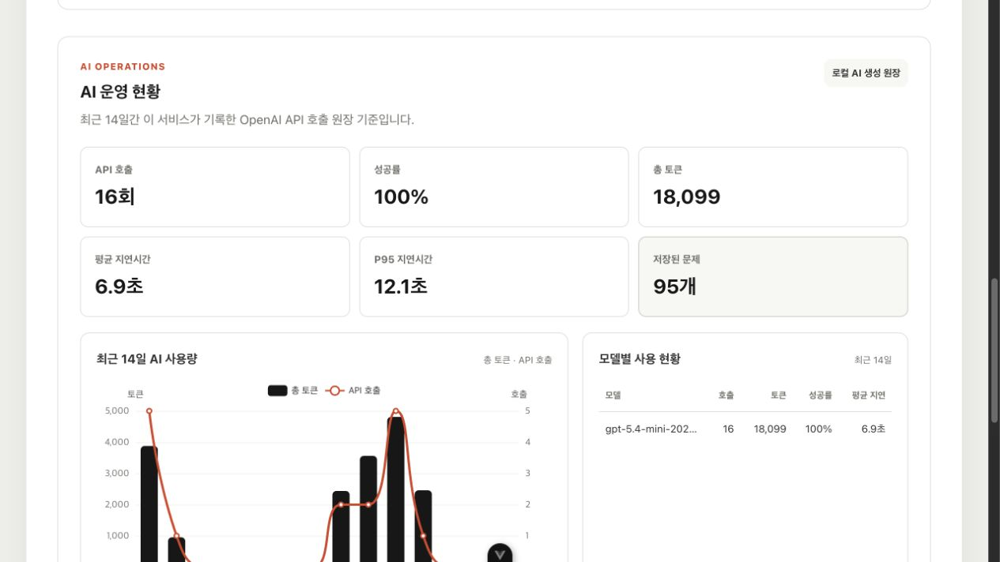 AI OPERATIONS
AI 운영 현황
로컬 AI 생성 원장
최근 14일간 이 서비스가 기록한 OpenAI API 호출 원장 기준입니다.
API 호출
16회
성공률
100%
총 토큰
18,099
평균 지연시간
6.9초
P95 지연시간
12.1초
저장된 문제
95개
최근 14일 AI 사용량
총 토큰 · API 호출
토큰
총 토큰
API 호출
호출
5,000
4,000
3,000
2,000
1,000
5
4
3
2
1
모델별 사용 현황
최근 14일
모델 호출 토큰 성공률 평균 지연
gpt-5.4-mini-202... 16 18,099 100% 6.9초